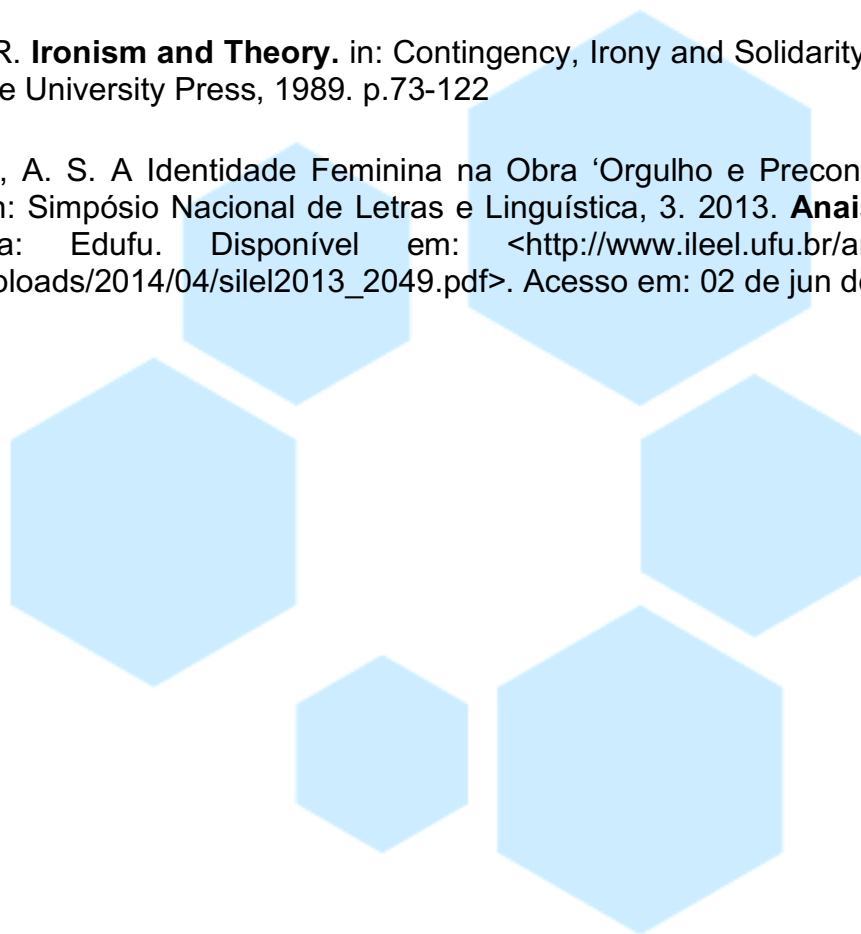 R. Ironism and Theory. in: Contingency, Irony and Solidarity
e University Press, 1989. p.73-122
, A. S. A Identidade Feminina na Obra ‘Orgulho e Precon
: Simpósio Nacional de Letras e Linguística, 3. 2013. Anai
a: Edufu. Disponível em: <http://www.ileel.ufu.br/a
loads/2014/04/silel2013_2049.pdf>. Acesso em: 02 de jun d